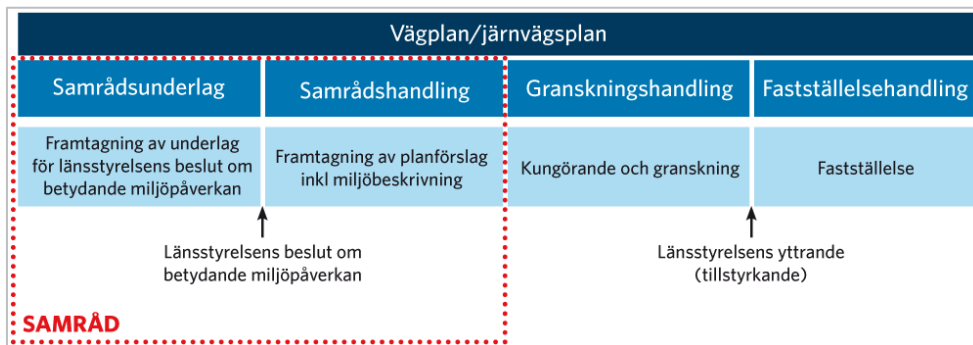 Vägplan/järnvägsplan
Samrådsunderlag
Samrådshandling
Granskningshandling
Fastställelsehandling
Framtagning av underlag
för länsstyrelsens beslut om
betydande miljöpåverkan
Framtagning av planförslag
inkl miljöbeskrivning
Kungörande och granskning
Fastställelse
Länsstyrelsens beslut om
betydande miljöpåverkan
Länsstyrelsens yttrande
(tillstyrkande)
SAMRÅD